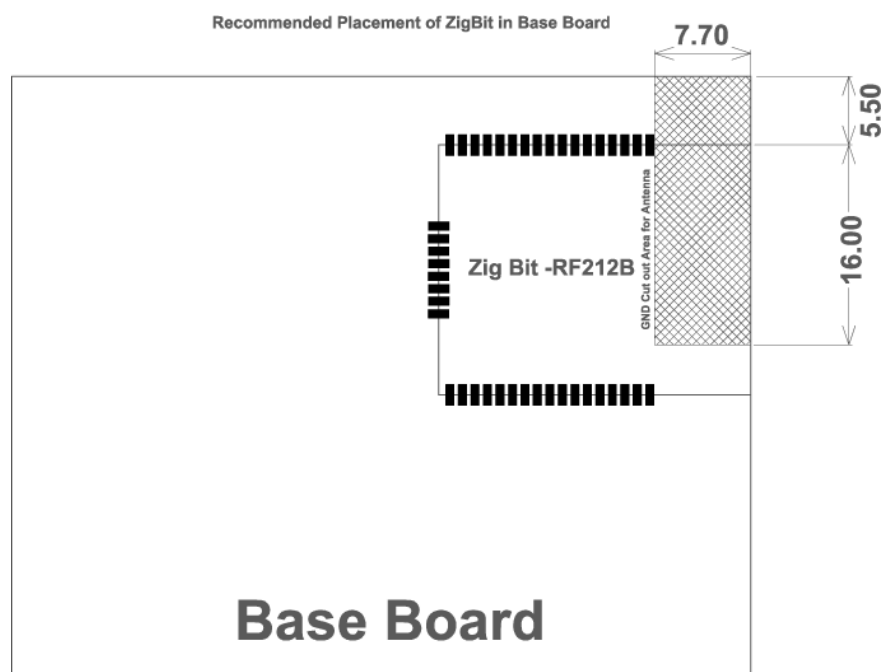 Recommended Placement of ZigBit in Base Board
7.70
5.50
16.00
GND Cut out Area for Antenna
Zig Bit -RF212B
Base Board